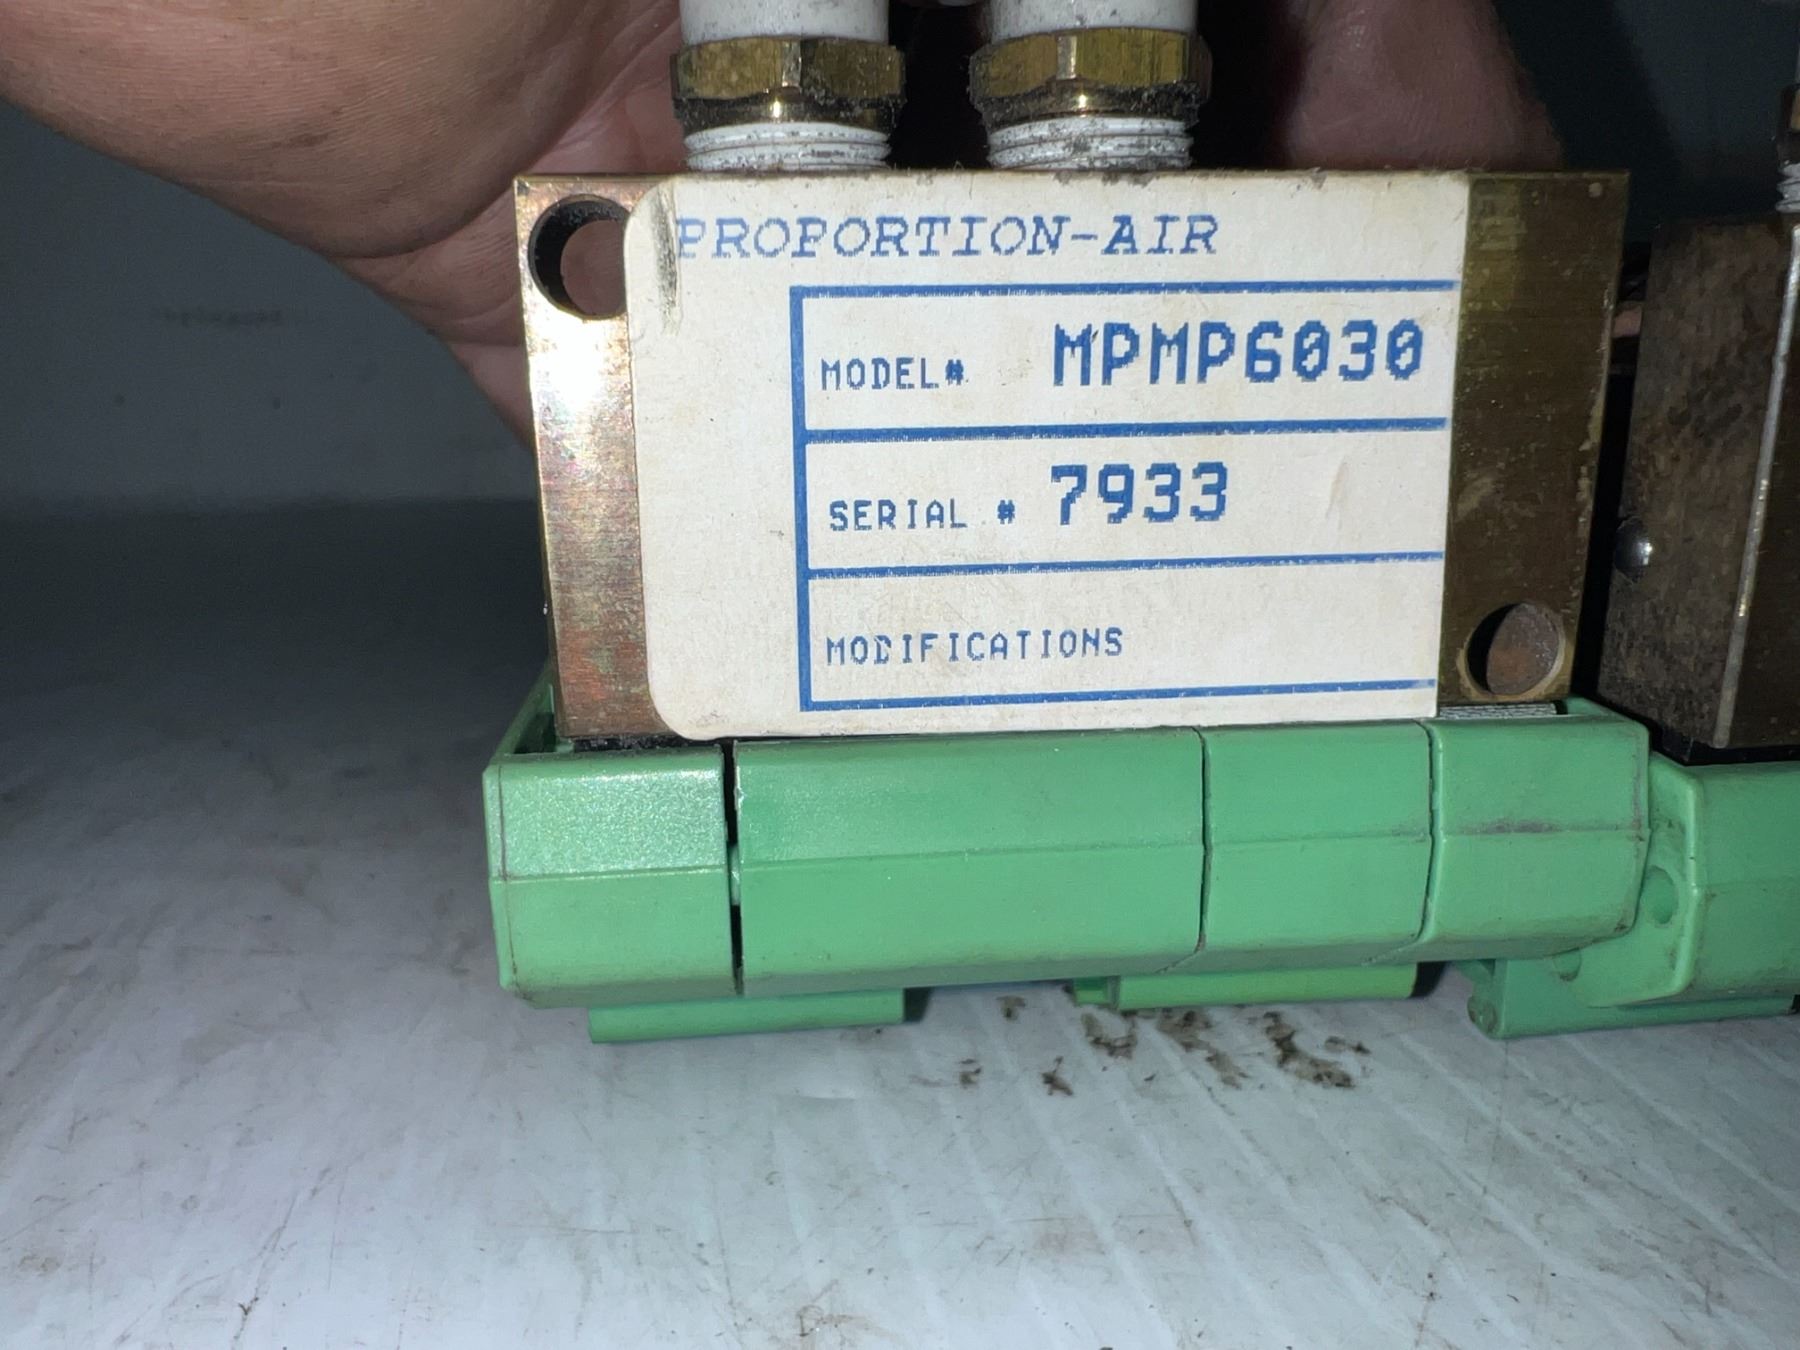 PROPORTION-AIR
MODEL# MPMP6030
SERIAL # 7933
MODIFICATIONS